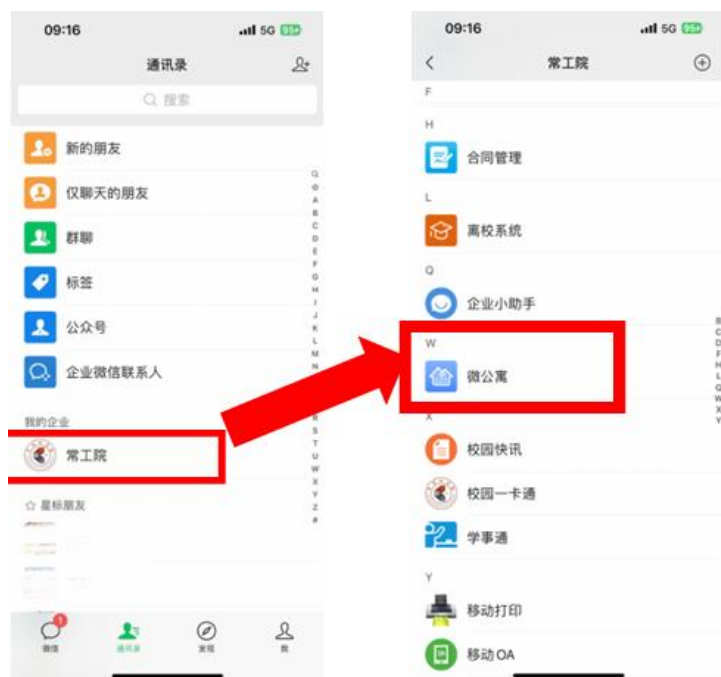 09:16
5G
通讯录
搜索
新的朋友
仅聊天的朋友
群聊
标签
公众号
企业微信联系人
我的企业
常工院
星标朋友
Q
A
B
C
D
E
F
G
H
I
J
K
L
M
N
R
S
T
U
W
X
Y
Z
#
1
微信
通讯录
发现
我
09:16
5G
常工院
F
H
合同管理
L
离校系统
Q
企业小助手
W
微公寓
X
校园快讯
校园一卡通
学事通
Y
移动打印
移动OA
B
C
D
F
H
L
Q
W
X
Y